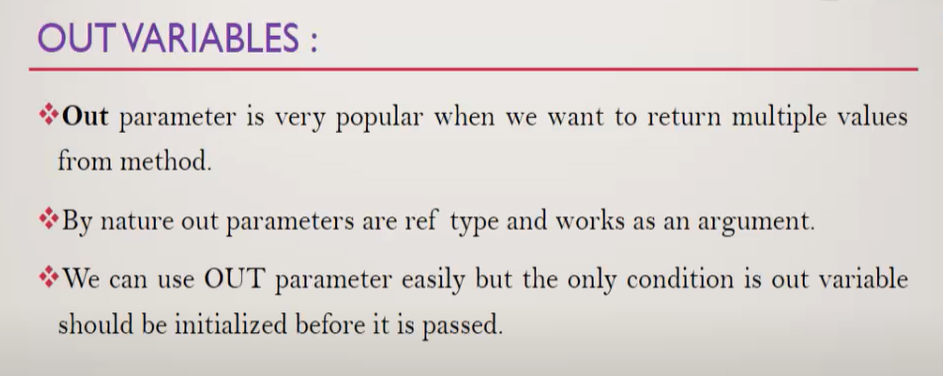 OUT VARIABLES :
Out parameter is very popular when we want to return multiple values
from method.
By nature out parameters are ref type and works as an argument.
We can use OUT parameter easily but the only condition is out variable
should be initialized before it is passed.